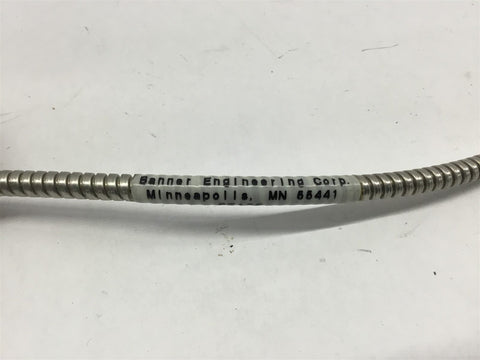 Banner Engineering Corp.
Minneapolis, MN 55441